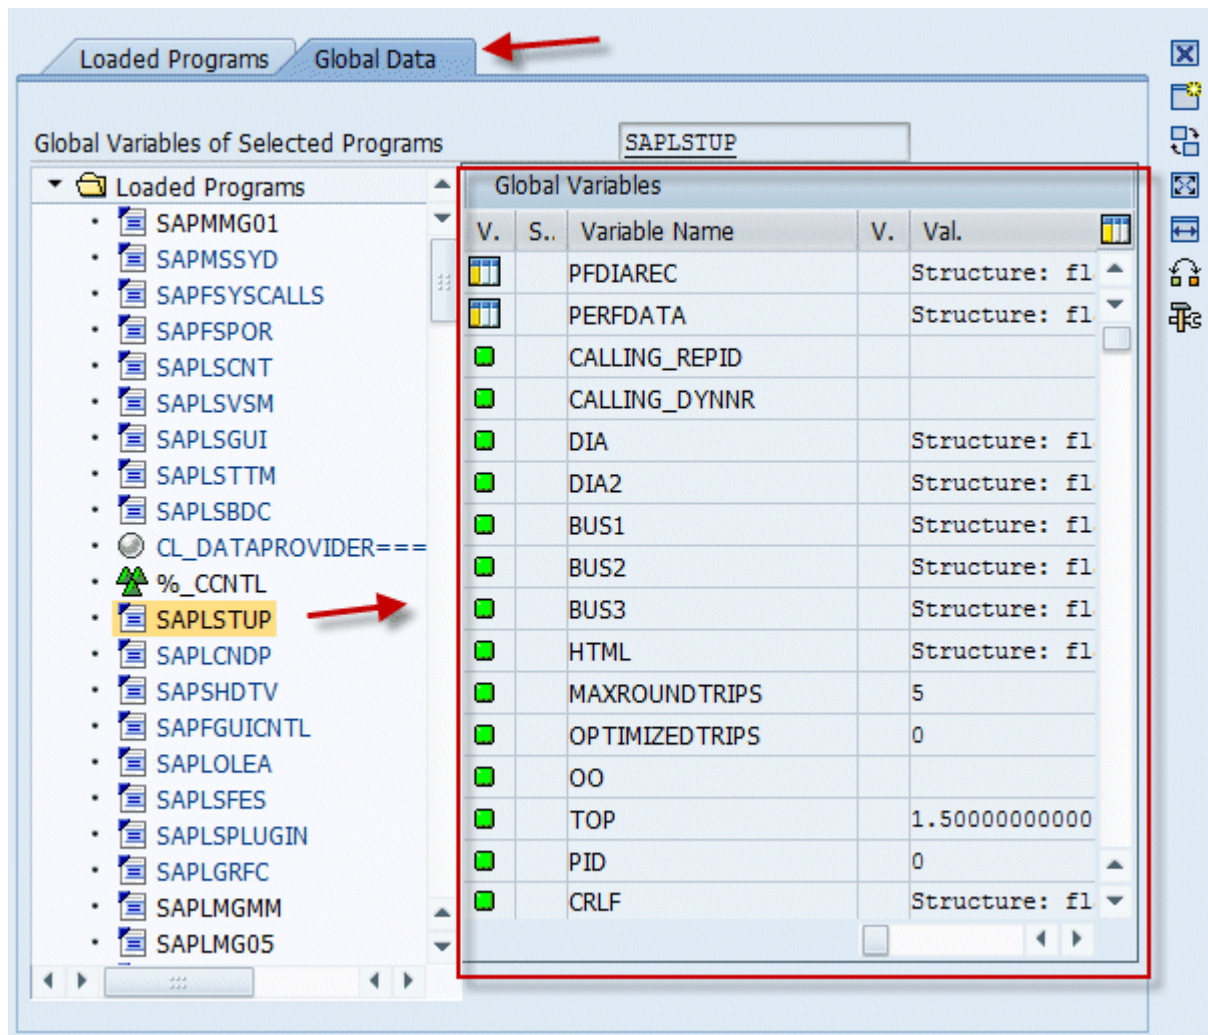 Loaded Programs Global Data
Global Variables of Selected Programs SAPLSTUP
Loaded Programs
SAPMMG01
SAPMSSYD
SAPFSYSCALLS
SAPFSPOR
SAPLSCNT
SAPLSVSM
SAPLSGUI
SAPLSTTM
SAPLSBDC
CL_DATAPROVIDER===
%_CCNTL
SAPLSTUP
SAPLCNDP
SAPSHDTV
SAPFGUICNTL
SAPLOLEA
SAPLSFES
SAPLSPLUGIN
SAPLGRFC
SAPLMGMM
SAPLMG05
Global Variables
V. S.. Variable Name V. Val.
PFDIAREC Structure: fl
PERFDATA Structure: fl
CALLING_REPID
CALLING_DYNNR
DIA Structure: fl
DIA2 Structure: fl
BUS1 Structure: fl
BUS2 Structure: fl
BUS3 Structure: fl
HTML Structure: fl
MAXROUNDTRIPS 5
OPTIMIZEDTRIPS 0
OO
TOP 1.50000000000
PID 0
CRLF Structure: fl